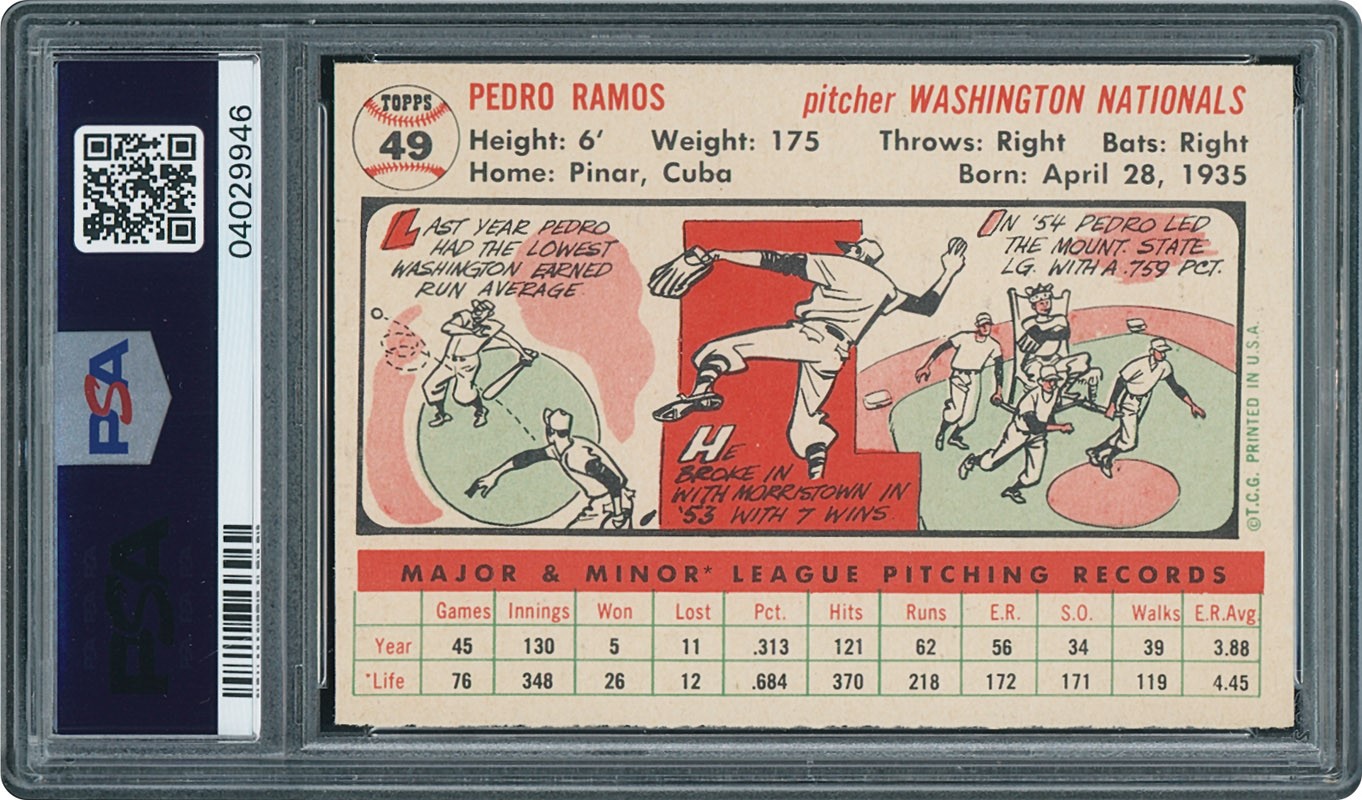 PSA
04029946
PSA
TOPPS
49
PEDRO RAMOS
pitcher WASHINGTON NATIONALS
Height: 6' Weight: 175 Throws: Right Bats: Right
Home: Pinar, Cuba Born: April 28, 1935
LAST YEAR PEDRO
HAD THE LOWEST
WASHINGTON EARNED
RUN AVERAGE.
HE
BROKE IN
WITH MORRISTOWN IN
'53 WITH 7 WINS
IN '54 PEDRO LED
THE MOUNT. STATE
LG. WITH A .759 PCT.
©T.C.G. PRINTED IN U.S.A.
MAJOR & MINOR* LEAGUE PITCHING RECORDS
Games Innings Won Lost Pct. Hits Runs E.R. S.O. Walks E.R.Avg.
Year 45 130 5 11 .313 121 62 56 34 39 3.88
*Life 76 348 26 12 .684 370 218 172 171 119 4.45